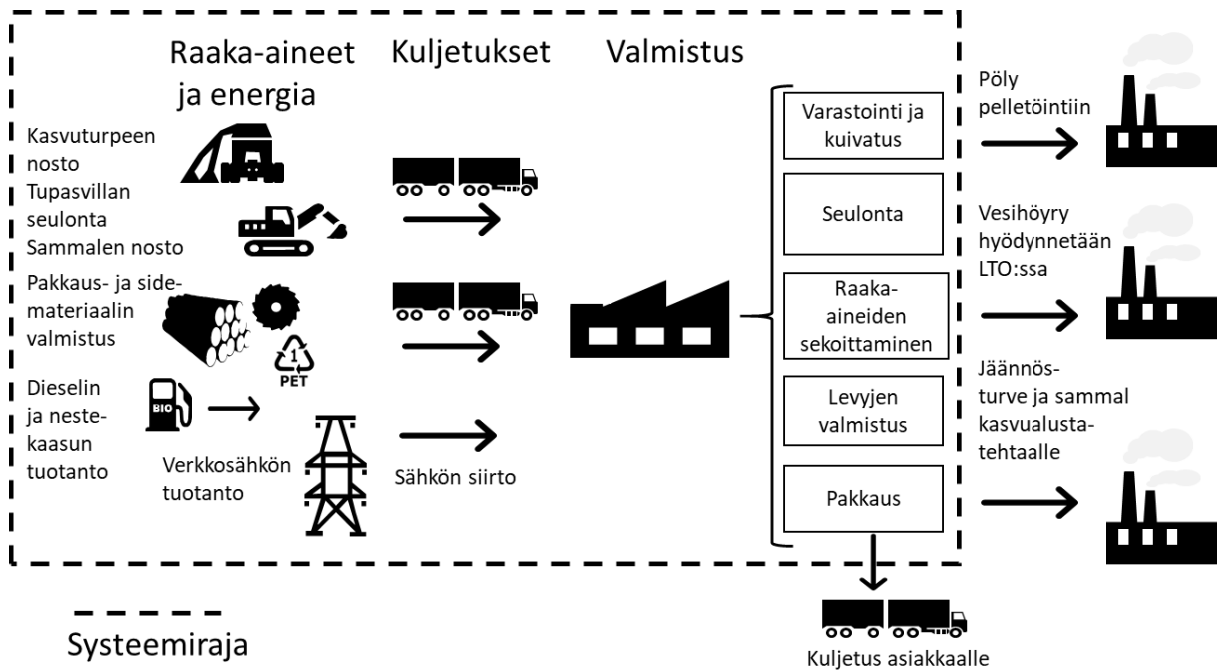 Raaka-aineet
ja energia
Kuljetukset
Valmistus
Kasvuturpeen
nosto
Tupasvillan
seulonta
Sammalen nosto
Pakkaus- ja side-
materiaalin
valmistus
1
PET
Dieselin
ja neste-
kaasun
tuotanto
BIO
Verkkosähkön
tuotanto
Sähkön siirto
Varastointi ja
kuivatus
Seulonta
Raaka-
aineiden
sekoittaminen
Levyjen
valmistus
Pakkaus
Pöly
pelletöintiin
Vesihöyry
hyödynnetään
LTO:ssa
Jäännös-
turve ja sammal
kasvualusta-
tehtaalle
Kuljetus asiakkaalle
Systeemiraja